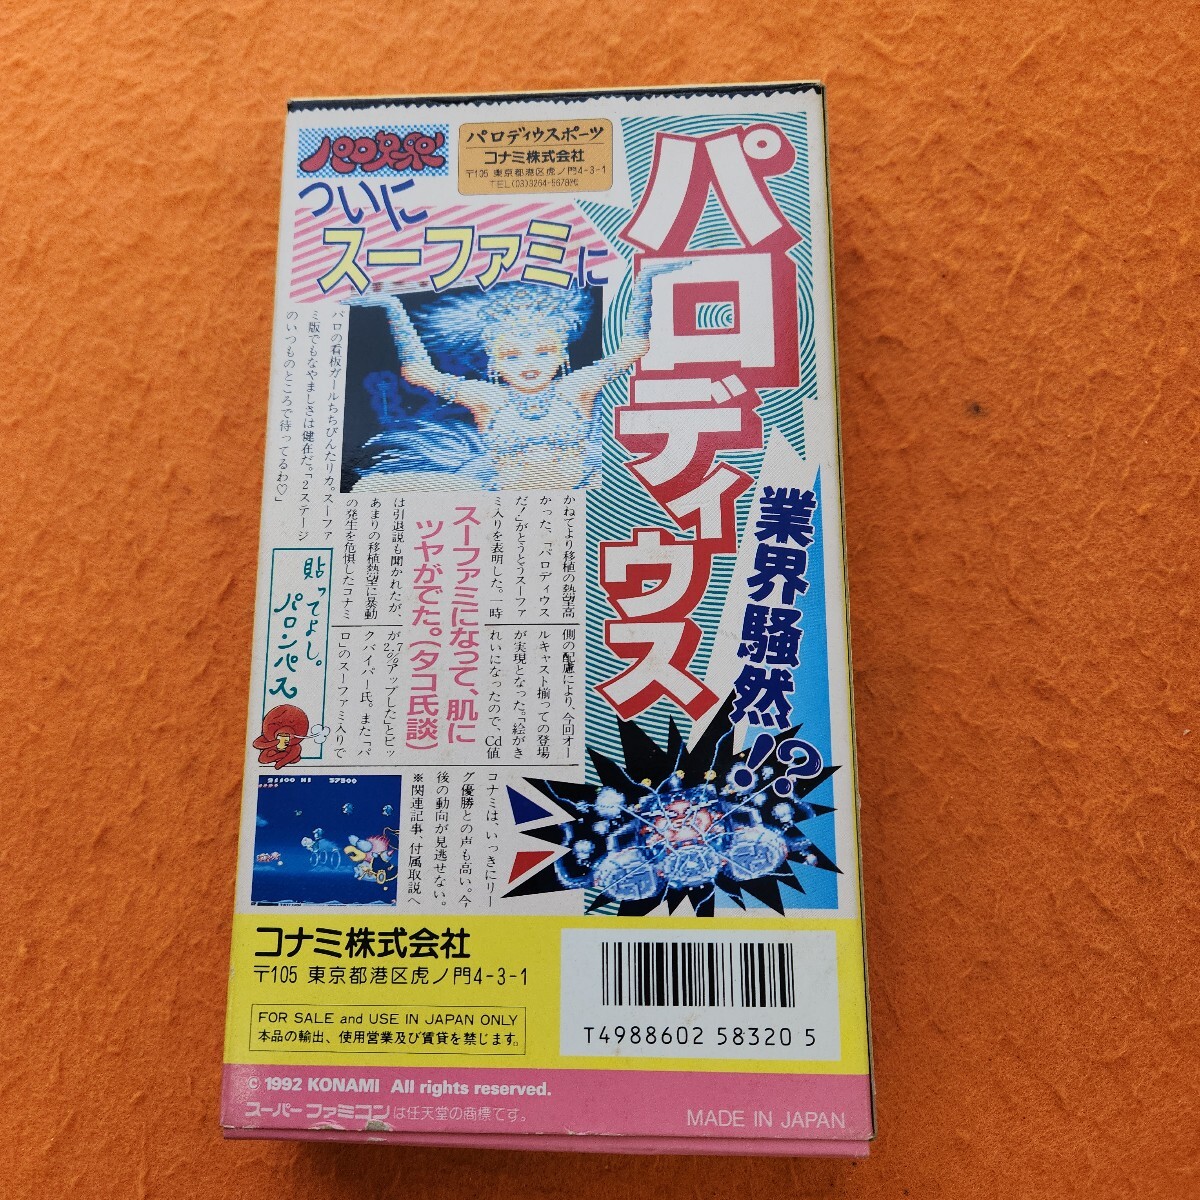 パロ兄弟
パロディウスポーツ
コナミ株式会社
〒105 東京都港区虎ノ門4-3-1
TEL(03)3264-5678㈹
パロディウス
ついに
スーファミに
業界騒然!?
パロの看板ガールちちびんたリカ。スーファ
ミ版でもなやましさは健在だ。「2ステージ
のいつものところで待ってるわ♡」
かねてより移植の熱望高
かった、「パロディウス
だ!」がとうとうスーファ
ミ入りを表明した。一時
スーファミになって、肌に
ツヤがでた。(タコ氏談)
は引退説も聞かれたが、
あまりの移植熱望に暴動
の発生を危惧したコナミ
側の配慮により、今回オー
ルキャスト揃っての登場
が実現となった。「絵がき
れいになったので、Cd値
が2.7%アップした」とビッ
クバイパー氏。また「パ
ロ」のスーファミ入りで
コナミは、いっきにリー
グ優勝との声も高い。今
後の動向が見逃せない。
※関連記事、付属取説へ
貼ってよし。
パロンパス
21100 HI 37500
コナミ株式会社
〒105 東京都港区虎ノ門4-3-1
FOR SALE and USE IN JAPAN ONLY
本品の輸出、使用営業及び賃貸を禁じます。
T4988602 58320 5
© 1992 KONAMI All rights reserved.
スーパーファミコンは任天堂の商標です。
MADE IN JAPAN